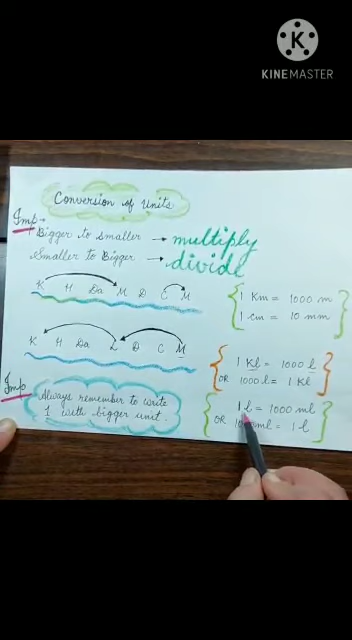 K
KINEMASTER
Conversion of Units
Imp→
Bigger to Smaller → multiply
Smaller to Bigger → divide
K H Da M D C M
1 Km = 1000 m
1 cm = 10 mm
K H Da L D C M
1 Kl = 1000 l
OR 1000 l = 1 Kl
Imp
Always remember to write
1 with bigger unit.
1 l = 1000 ml
OR 1000ml = 1 l